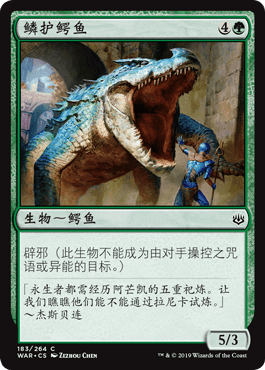 鳞护鳄鱼 4
生物～鳄鱼
辟邪（此生物不能成为由对手操控之咒
语或异能的目标。）
「永生者都需经历阿芒凯的五重祀炼。让
我们瞧瞧他们能不能通过拉尼卡试炼。」
～杰斯贝连
5/3
183/264 C
WAR • CS ZEZHOU CHEN
™ & © 2019 Wizards of the Coast